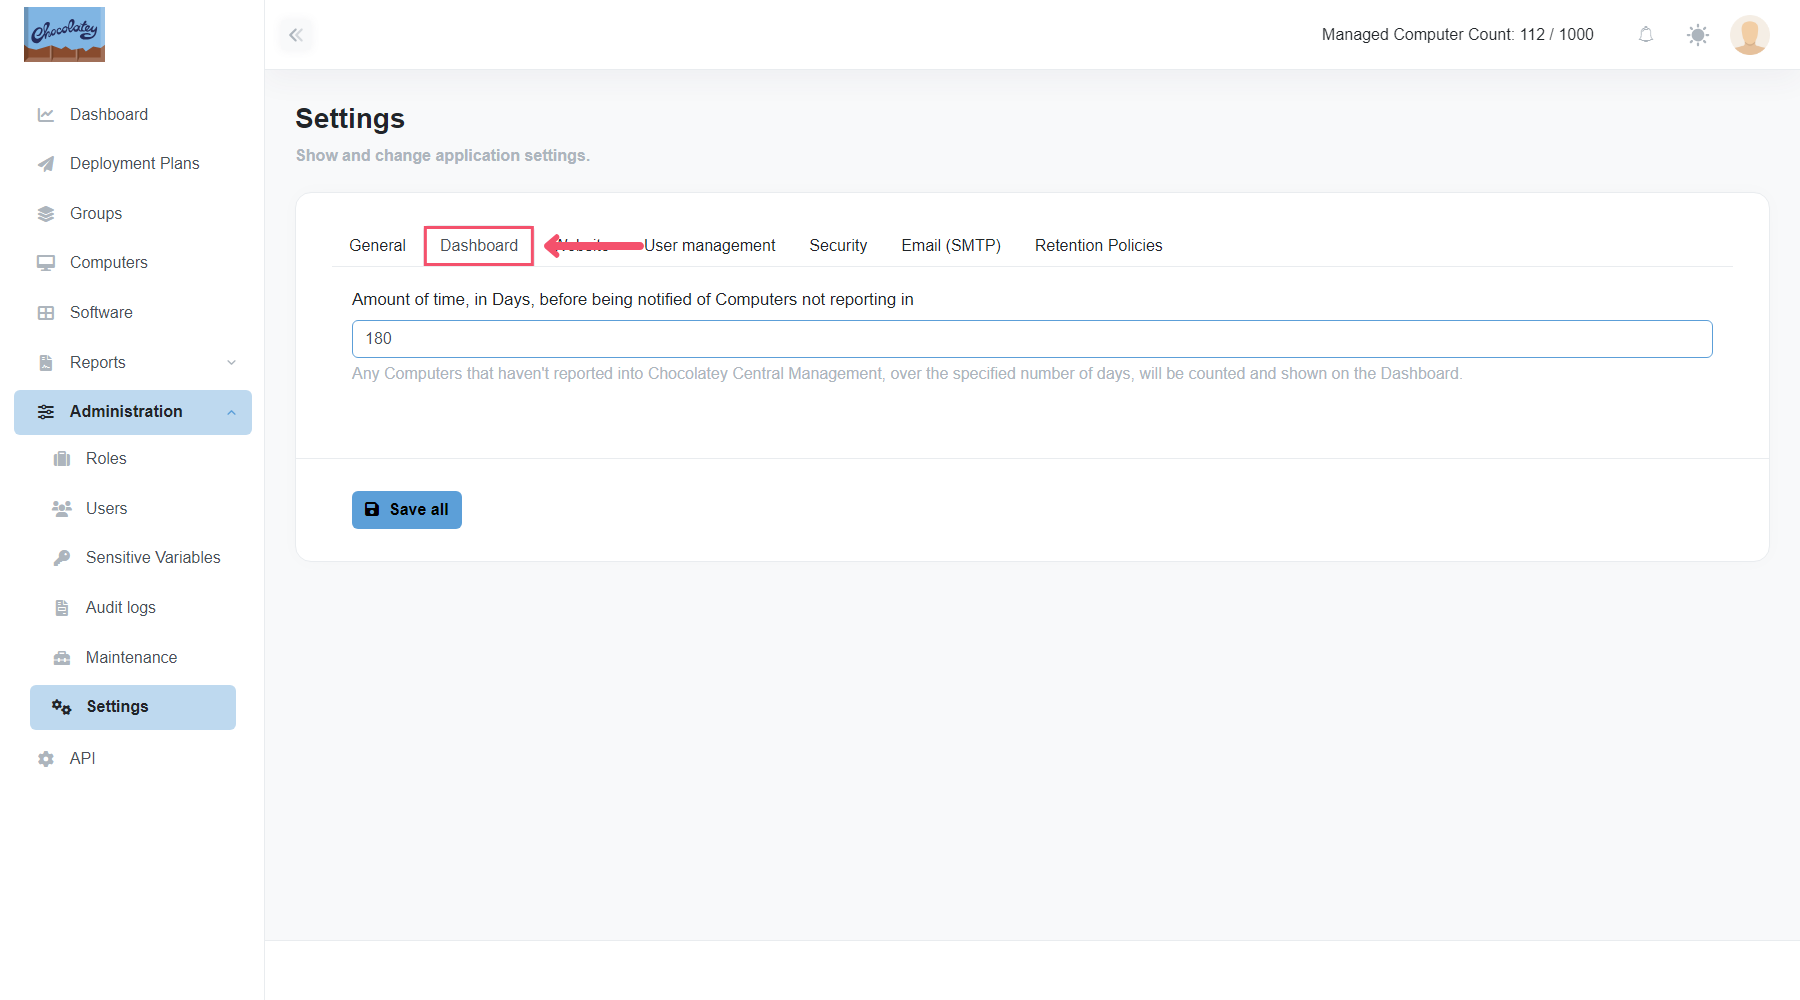 Chocolatey
Managed Computer Count: 112 / 1000
Dashboard
Deployment Plans
Groups
Computers
Software
Reports
Administration
Roles
Users
Sensitive Variables
Audit logs
Maintenance
Settings
API
Settings
Show and change application settings.
General Dashboard Website User management Security Email (SMTP) Retention Policies
Amount of time, in Days, before being notified of Computers not reporting in
180
Any Computers that haven't reported into Chocolatey Central Management, over the specified number of days, will be counted and shown on the Dashboard.
Save all